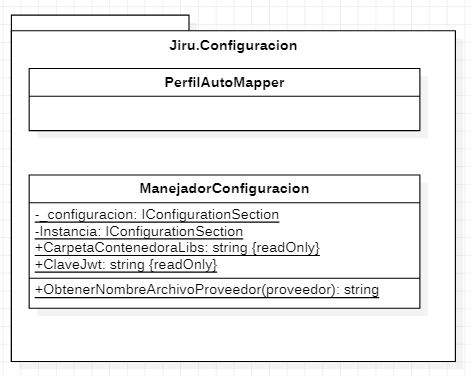 Jiru.Configuracion
PerfilAutoMapper
ManejadorConfiguracion
-_configuracion: IConfigurationSection
-Instancia: IConfigurationSection
+CarpetaContenedoraLibs: string {readOnly}
+ClaveJwt: string {readOnly}
+ObtenerNombreArchivoProveedor(proveedor): string